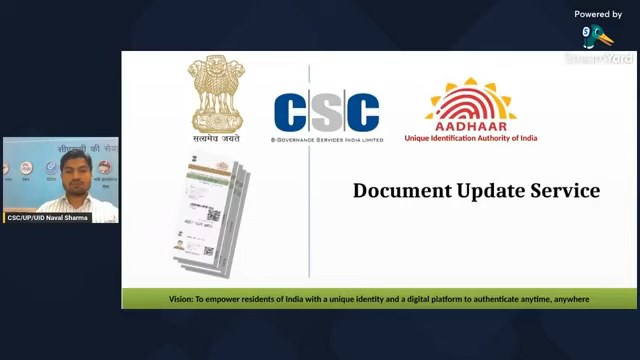 Powered by
StreamYard
सत्यमेव जयते
CSC
E-GOVERNANCE SERVICES INDIA LIMITED
AADHAAR
Unique Identification Authority of India
Document Update Service
CSC/UP/UID Naval Sharma
Vision: To empower residents of India with a unique identity and a digital platform to authenticate anytime, anywhere